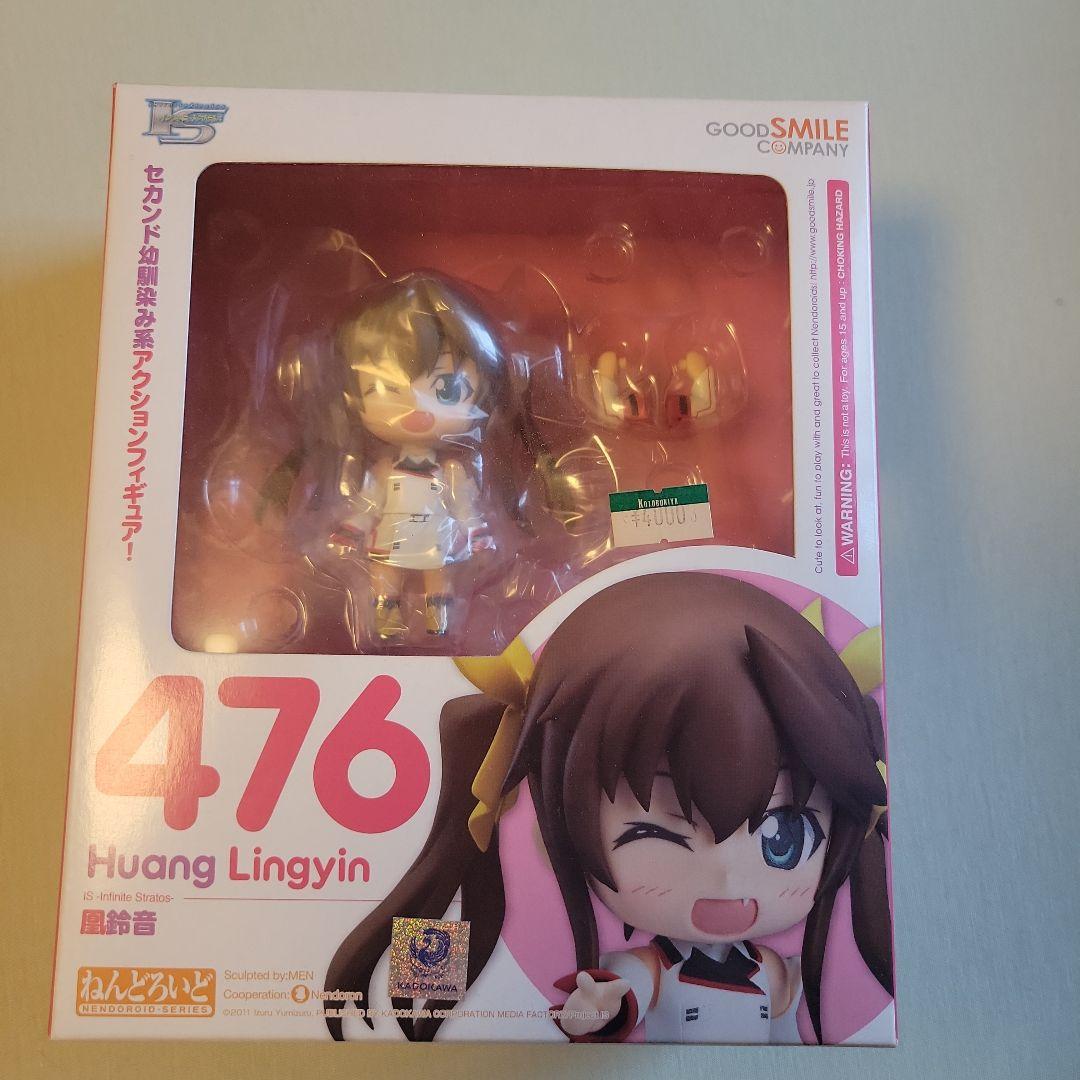 IS
GOODSMILE
COMPANY
セカンド幼馴染み系アクションフィギュア!
Cute to look at, fun to play with and great to collect Nendoroids! http://www.goodsmile.jp
⚠WARNING: This is not a toy. For ages 15 and up : CHOKING HAZARD
KOTOBUKIYA
¥4000
476
Huang Lingyin
IS -Infinite Stratos-
凰鈴音
ねんどろいど
NENDOROID-SERIES
Sculpted by:MEN
Cooperation: Nendoron
KADOKAWA
©2011 Izuru Yumizuru, PUBLISHED BY KADOKAWA CORPORATION MEDIA FACTORY/Project IS